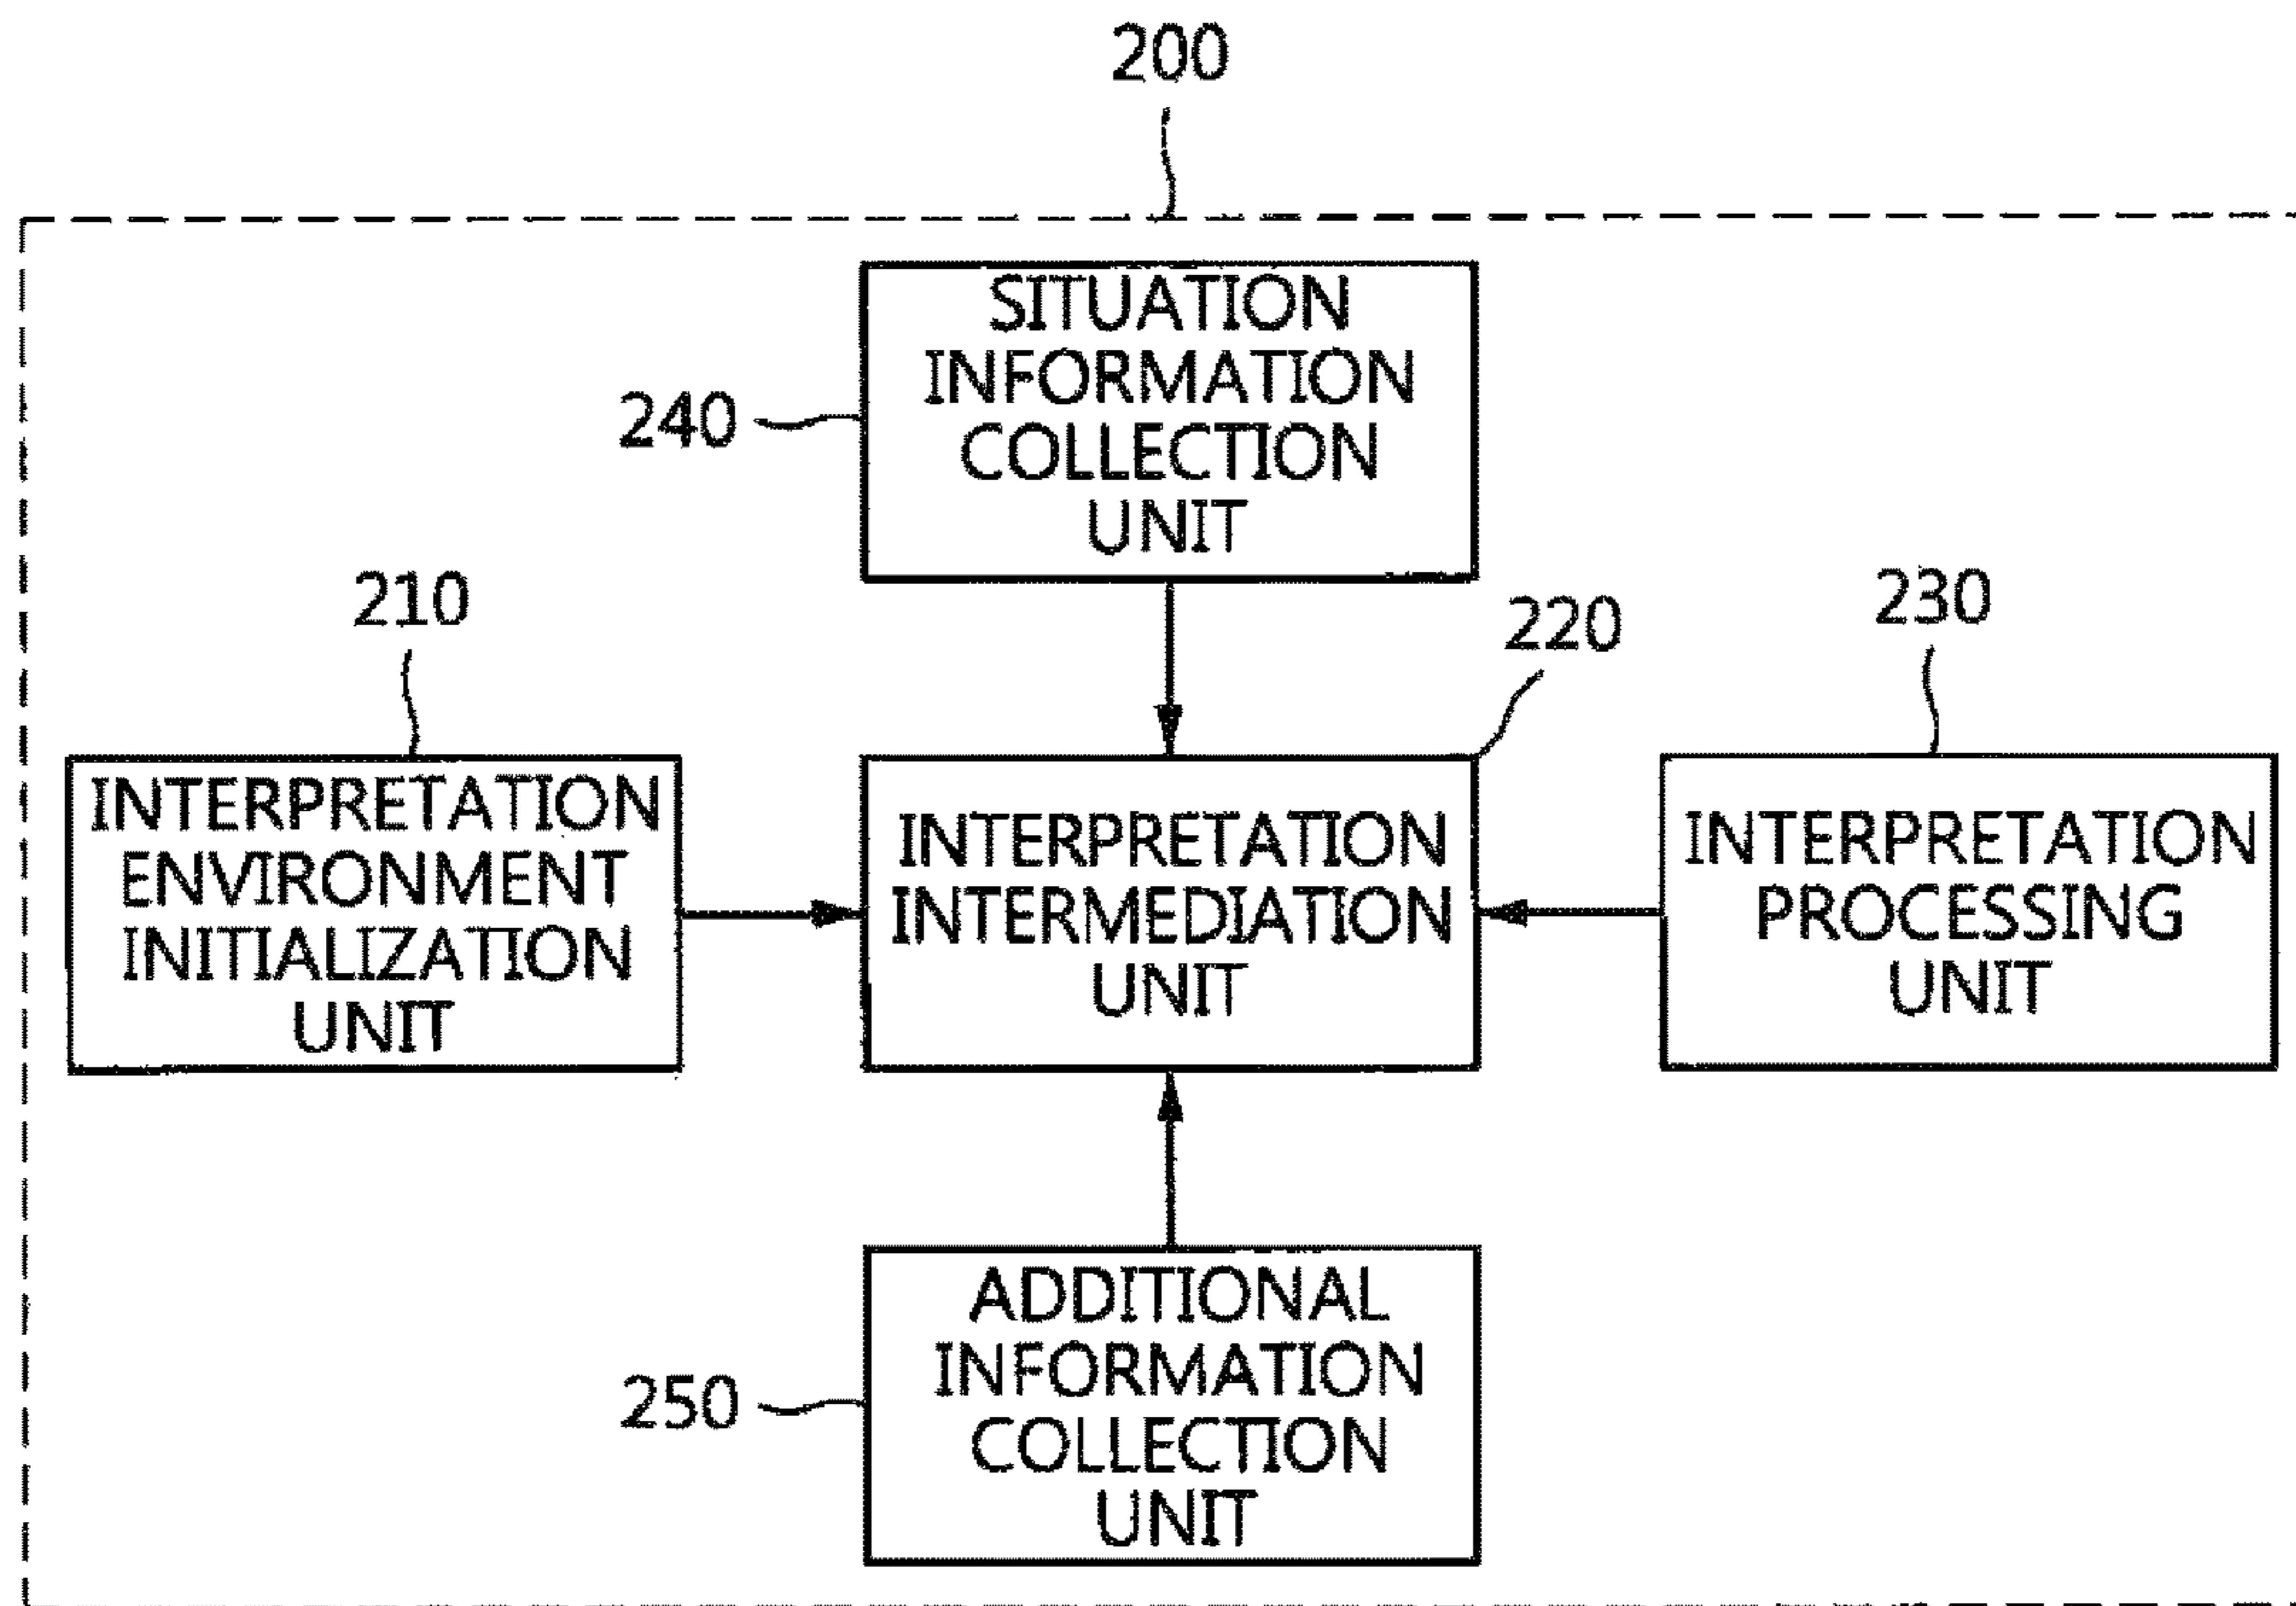 200
SITUATION
INFORMATION
COLLECTION
UNIT
240
210
220
230
INTERPRETATION
ENVIRONMENT
INITIALIZATION
UNIT
INTERPRETATION
INTERMEDIATION
UNIT
INTERPRETATION
PROCESSING
UNIT
ADDITIONAL
INFORMATION
COLLECTION
UNIT
250